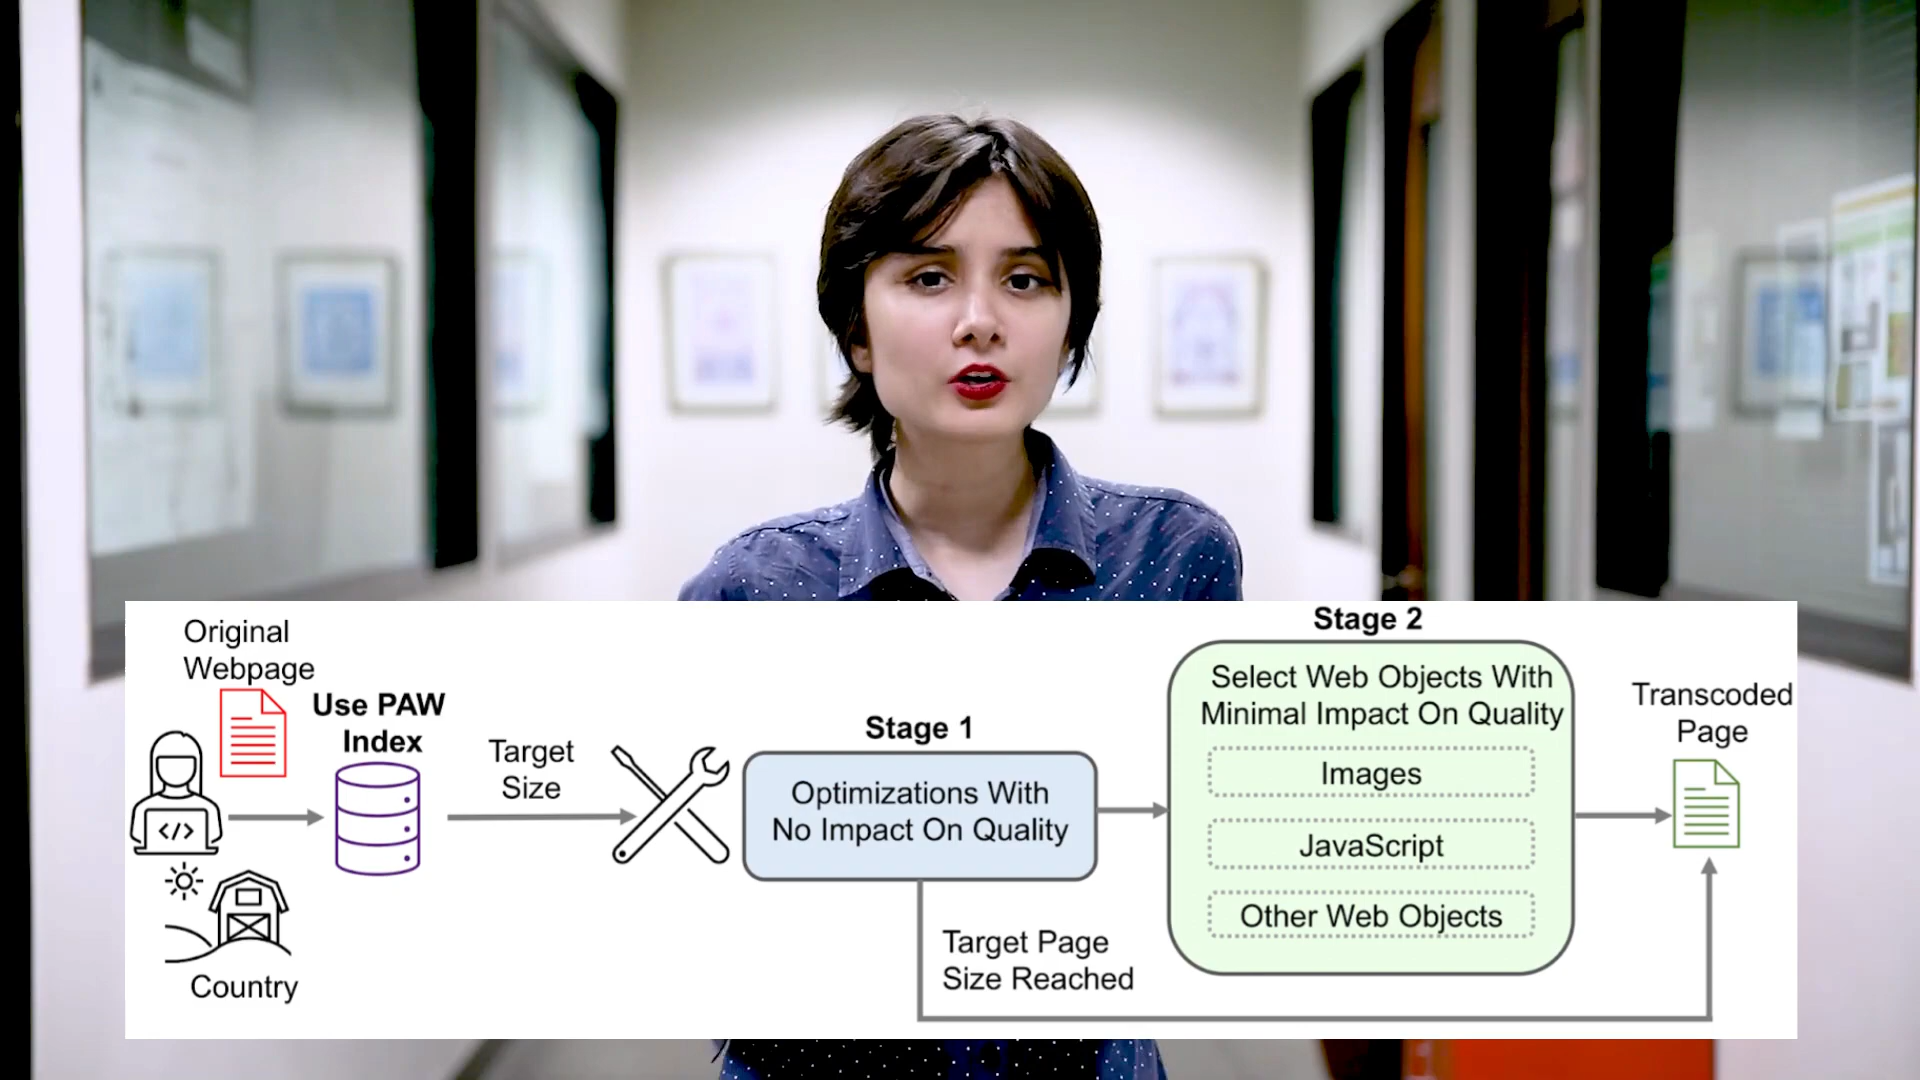 Original
Webpage
Use PAW
Index
Target
Size
</>
Country
Stage 1
Optimizations With
No Impact On Quality
Target Page
Size Reached
Stage 2
Select Web Objects With
Minimal Impact On Quality
Images
JavaScript
Other Web Objects
Transcoded
Page